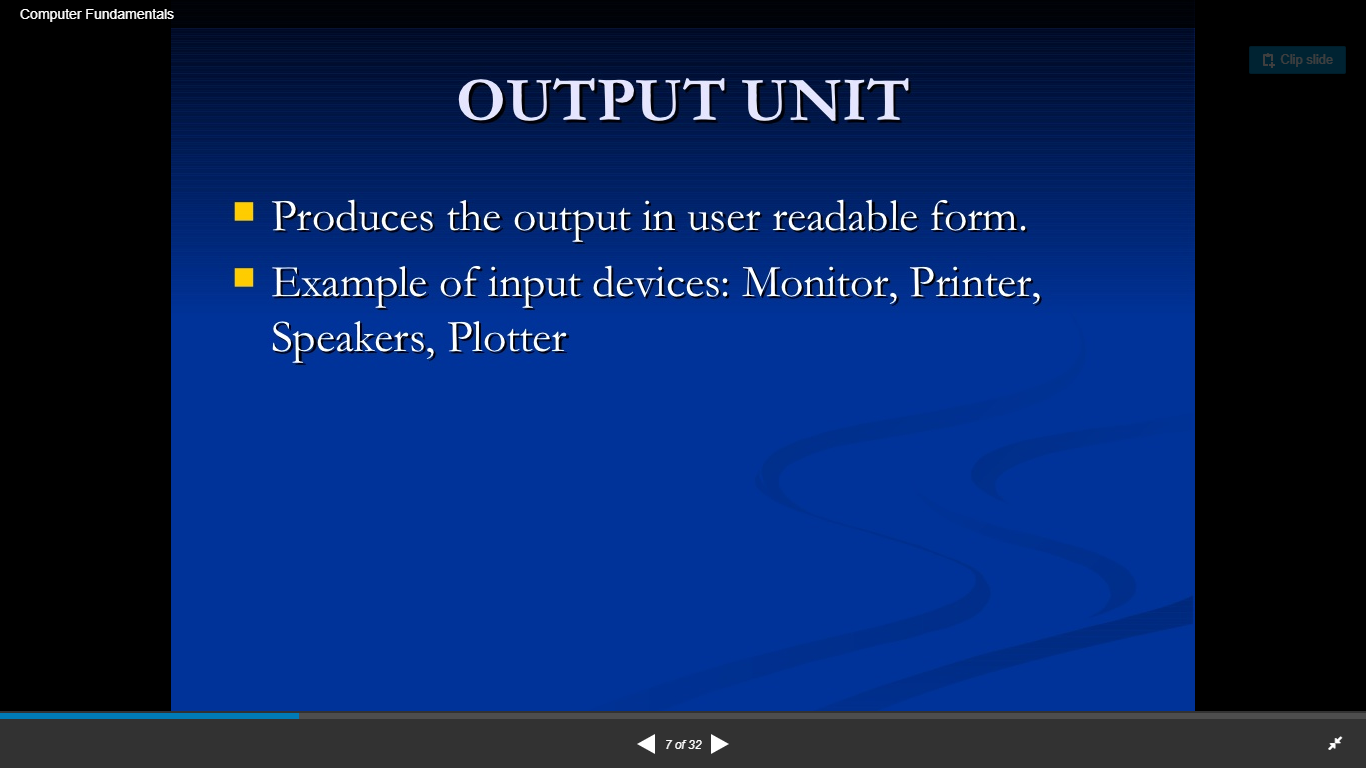 Computer Fundamentals
Clip slide
OUTPUT UNIT
Produces the output in user readable form.
Example of input devices: Monitor, Printer,
Speakers, Plotter
7 of 32